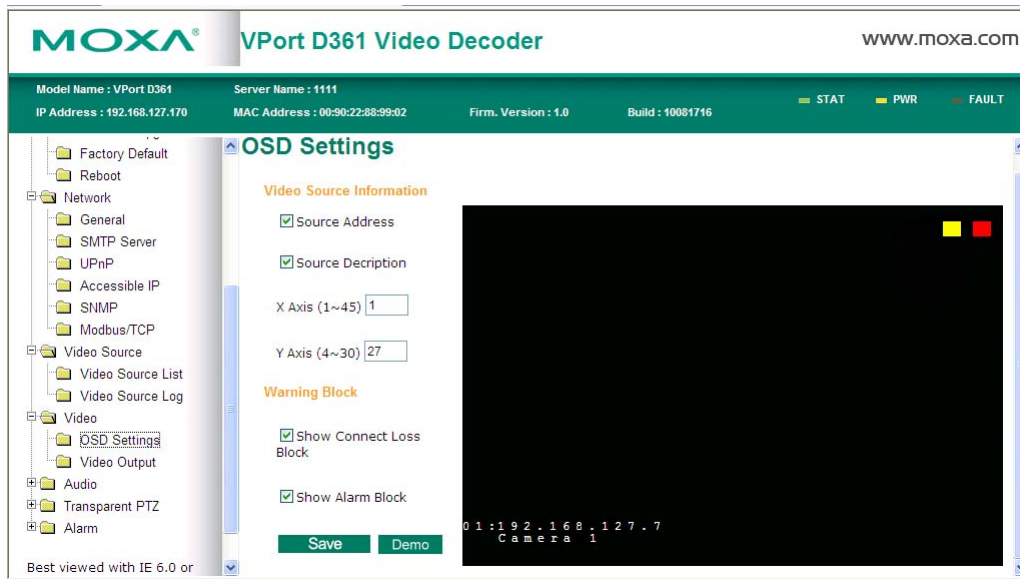 MOXA® VPort D361 Video Decoder www.moxa.com
Model Name : VPort D361 Server Name : 1111
IP Address : 192.168.127.170 MAC Address : 00:90:22:88:99:02 Firm. Version : 1.0 Build : 10081716 STAT PWR FAULT
Factory Default
Reboot
Network
General
SMTP Server
UPnP
Accessible IP
SNMP
Modbus/TCP
Video Source
Video Source List
Video Source Log
Video
OSD Settings
Video Output
Audio
Transparent PTZ
Alarm
Best viewed with IE 6.0 or
OSD Settings
Video Source Information
Source Address
Source Decription
X Axis (1~45) 1
Y Axis (4~30) 27
Warning Block
Show Connect Loss
Block
Show Alarm Block
Save Demo
01:192.168.127.7
Camera 1